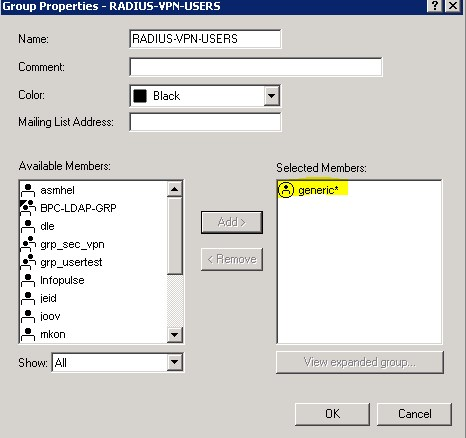 Group Properties - RADIUS-VPN-USERS
Name: RADIUS-VPN-USERS
Comment:
Color: Black
Mailing List Address:
Available Members:
Selected Members:
asmhel
BPC-LDAP-GRP
dle
grp_sec_vpn
grp_usertest
Infopulse
jeid
joov
mkon
generic*
Add >
< Remove
Show: All
View expanded group...
OK
Cancel